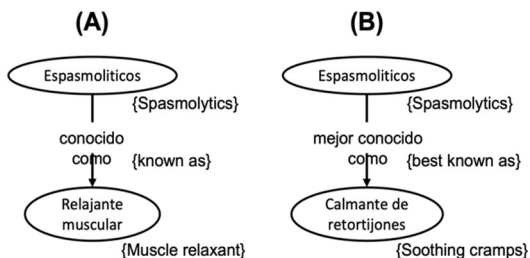 (A)
Espasmoliticos
{Spasmolytics}
conocido
como {known as}
Relajante
muscular
{Muscle relaxant}
(B)
Espasmoliticos
{Spasmolytics}
mejor conocido
como {best known as}
Calmante de
retortijones
{Soothing cramps}